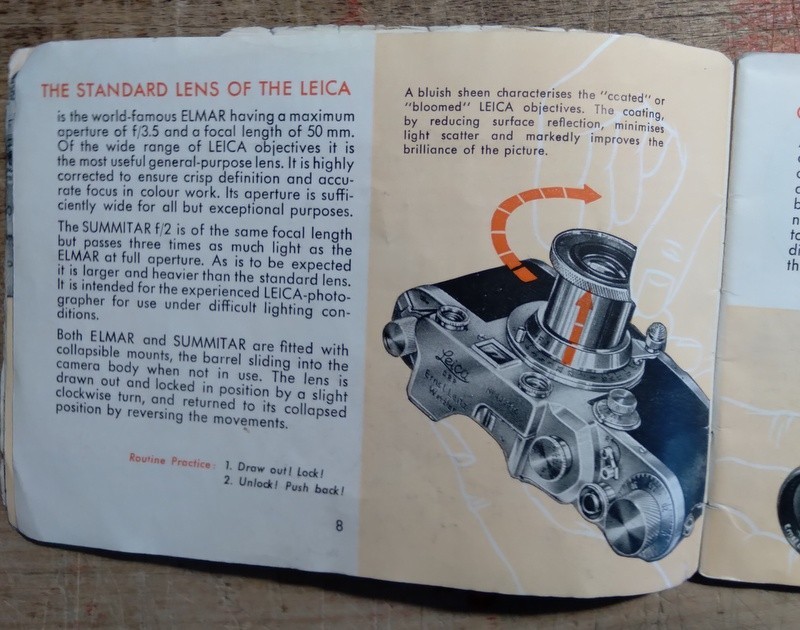 THE STANDARD LENS OF THE LEICA
is the world-famous ELMAR having a maximum
aperture of f/3.5 and a focal length of 50 mm.
Of the wide range of LEICA objectives it is
the most useful general-purpose lens. It is highly
corrected to ensure crisp definition and accu-
rate focus in colour work. Its aperture is suffi-
ciently wide for all but exceptional purposes.
The SUMMITAR f/2 is of the same focal length
but passes three times as much light as the
ELMAR at full aperture. As is to be expected
it is larger and heavier than the standard lens.
It is intended for the experienced LEICA-photo-
grapher for use under difficult lighting con-
ditions.
Both ELMAR and SUMMITAR are fitted with
collapsible mounts, the barrel sliding into the
camera body when not in use. The lens is
drawn out and locked in position by a slight
clockwise turn, and returned to its collapsed
position by reversing the movements.
Routine Practice: 1. Draw out! Lock!
2. Unlock! Push back!
8
A bluish sheen characterises the "coated" or
"bloomed" LEICA objectives. The coating,
by reducing surface reflection, minimises
light scatter and markedly improves the
brilliance of the picture.
Leica
D.R.P.
Ernst Leitz
Wetzlar